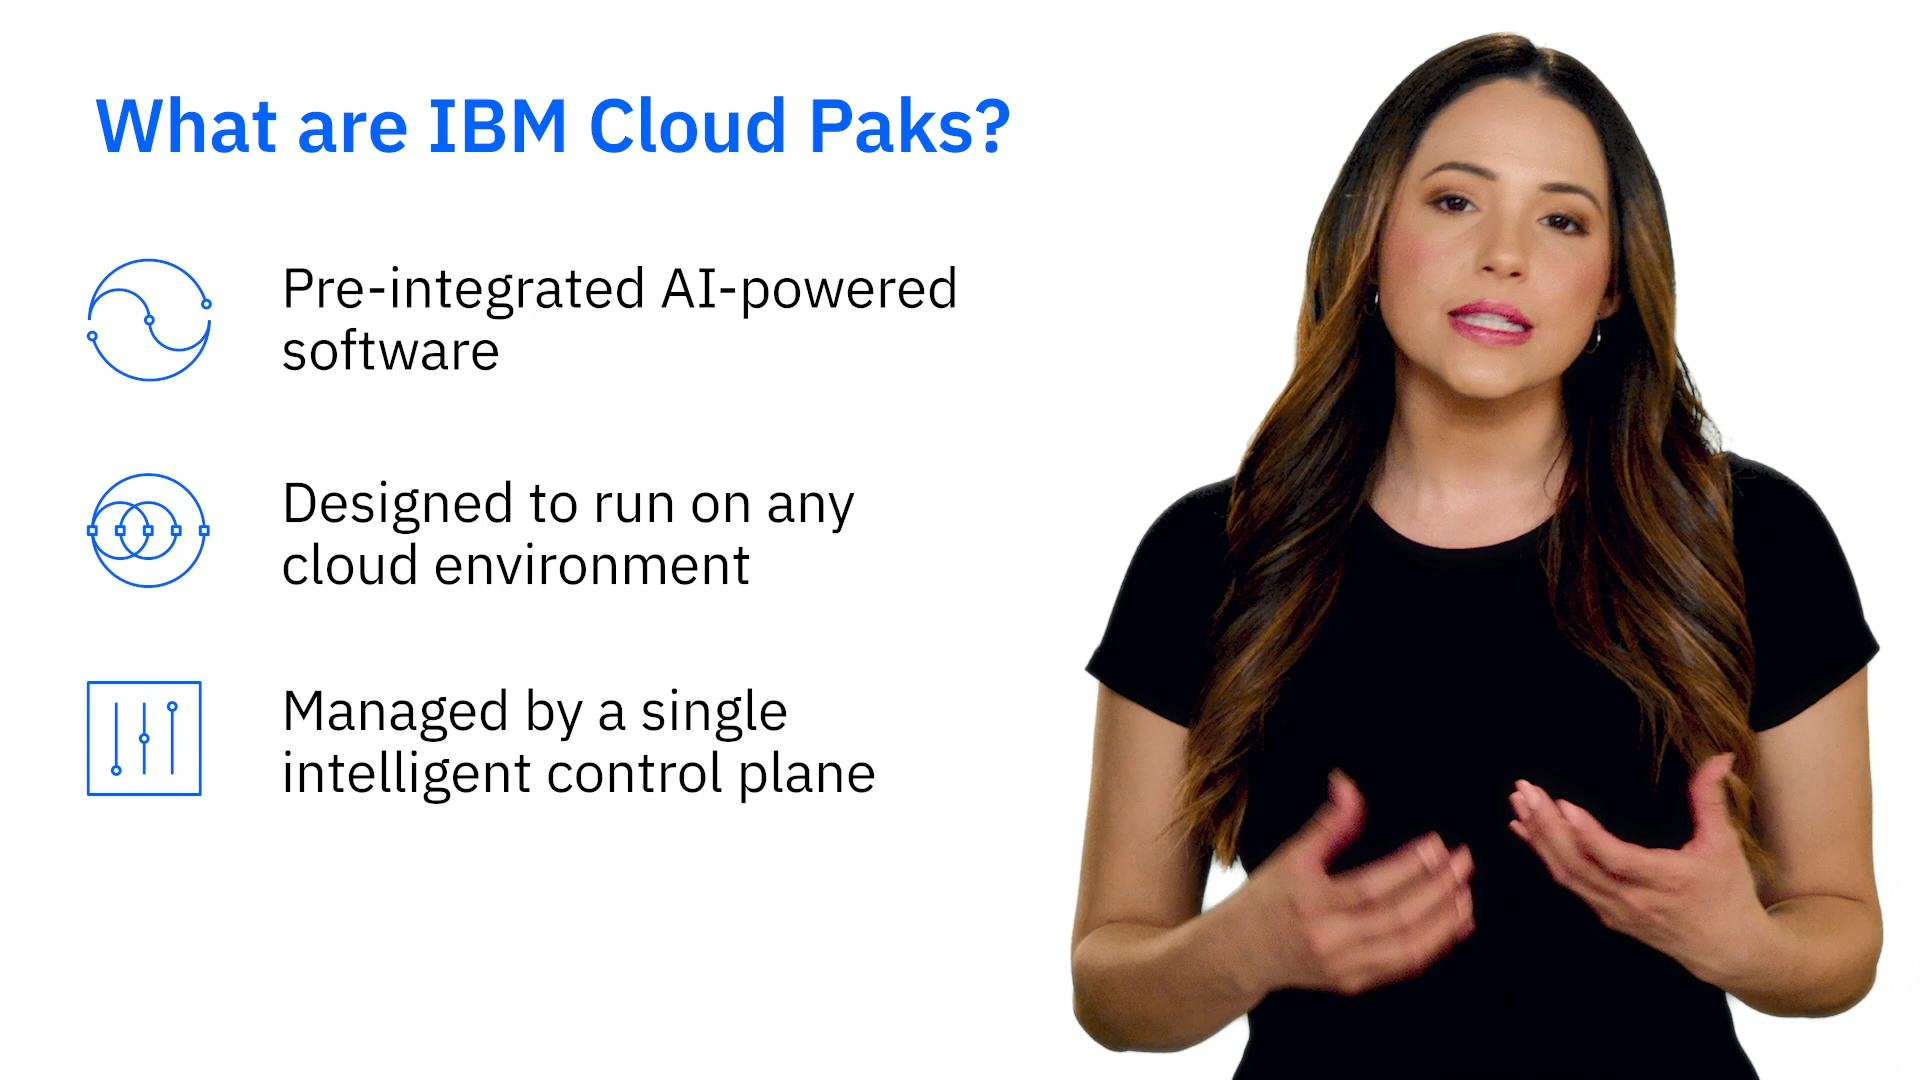 What are IBM Cloud Paks?
Pre-integrated AI-powered
software
Designed to run on any
cloud environment
Managed by a single
intelligent control plane